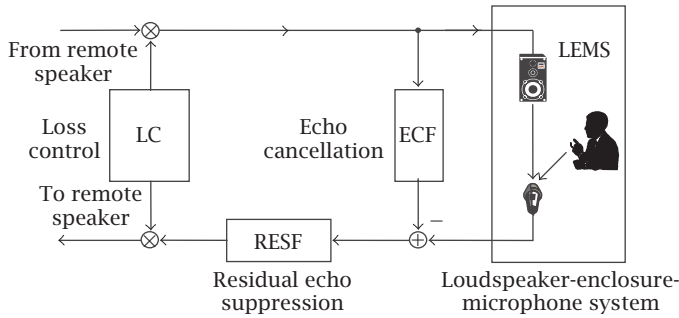 From remote
speaker
LEMS
Loss
control
LC
Echo
cancellation
ECF
To remote
speaker
−
RESF
+
Residual echo
suppression
Loudspeaker-enclosure-
microphone system